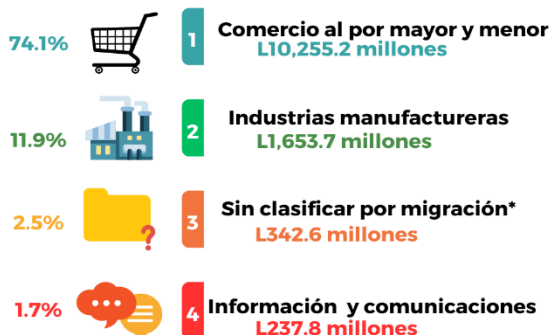 74.1%
1
Comercio al por mayor y menor
L10,255.2 millones
11.9%
2
Industrias manufactureras
L1,653.7 millones
2.5%
?
3
Sin clasificar por migración*
L342.6 millones
1.7%
4
Información y comunicaciones
L237.8 millones